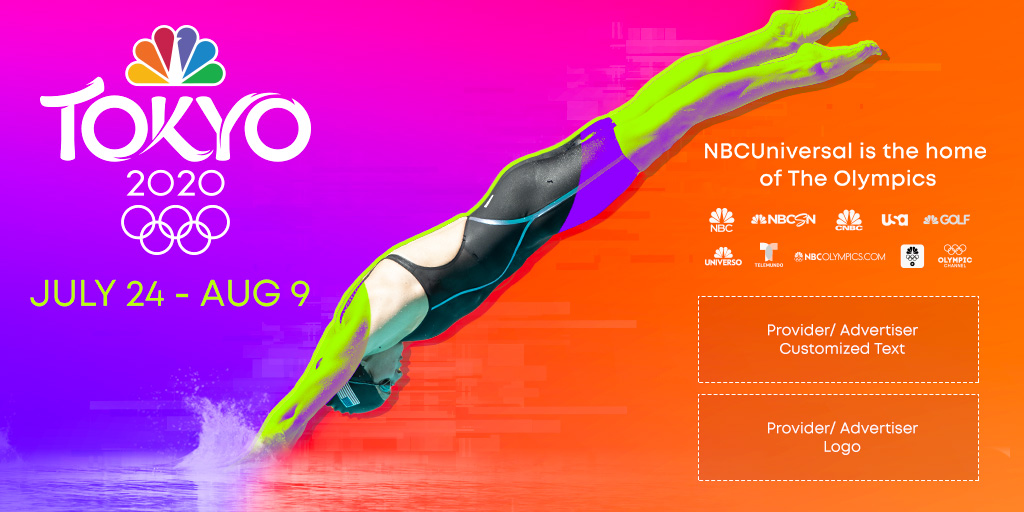 TOKYO
2020
JULY 24 - AUG 9
NBCUniversal is the home
of The Olympics
NBC
NBCSN
CNBC
USA
GOLF
UNIVERSO
TELEMUNDO
NBCOLYMPICS.COM
OLYMPIC
CHANNEL
Provider/ Advertiser
Customized Text
Provider/ Advertiser
Logo